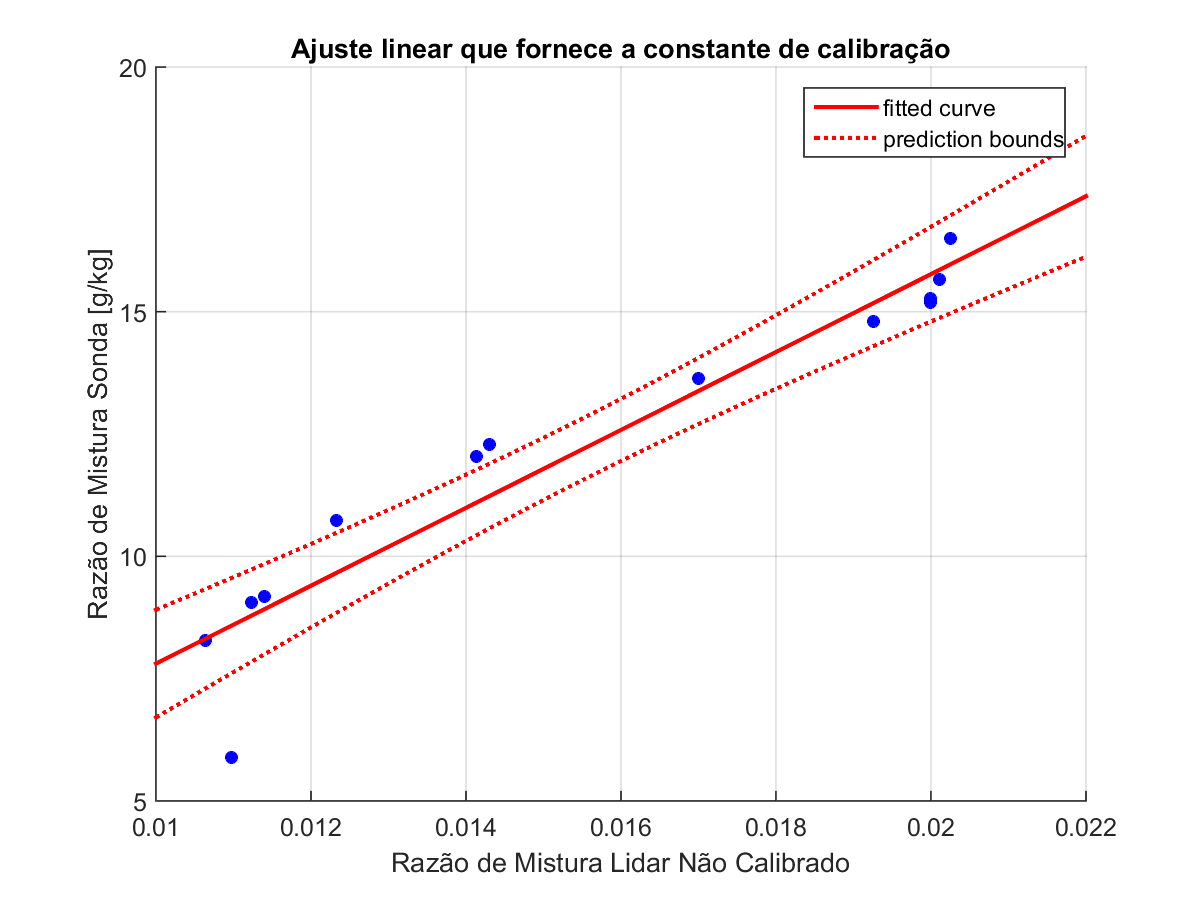 Ajuste linear que fornece a constante de calibração
20
15
10
5
fitted curve
prediction bounds
Razão de Mistura Sonda [g/kg]
0.01 0.012 0.014 0.016 0.018 0.02 0.022
Razão de Mistura Lidar Não Calibrado